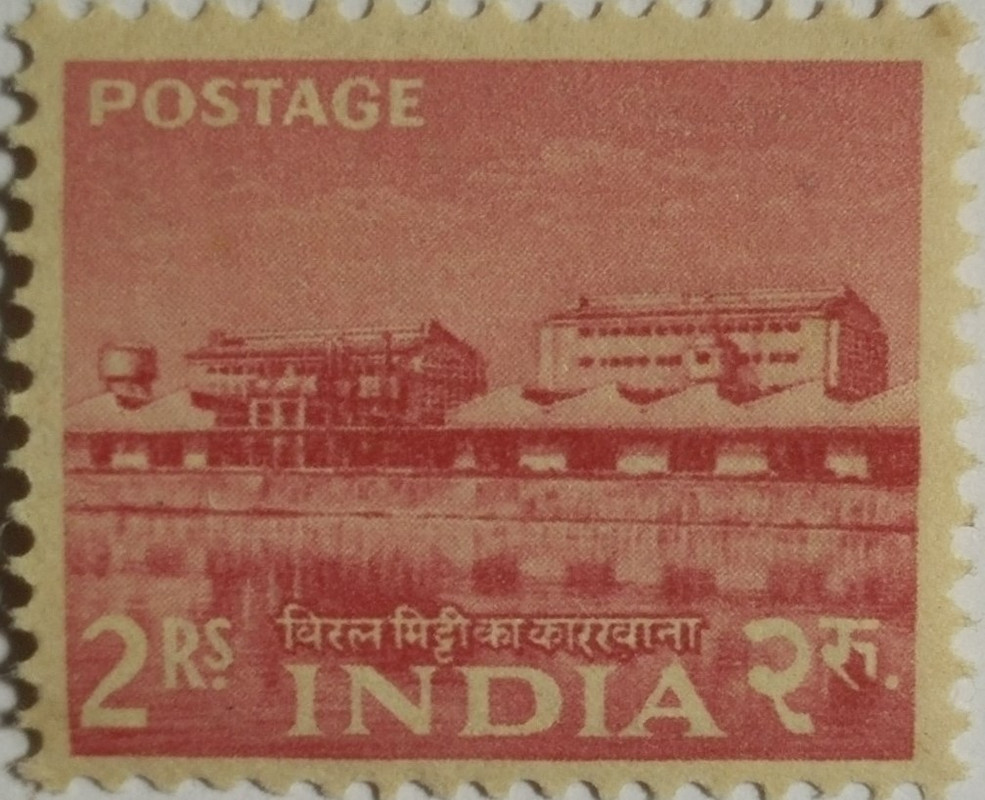 POSTAGE
विरल मिट्टी का कारखाना
2 Rs. INDIA २ रू.